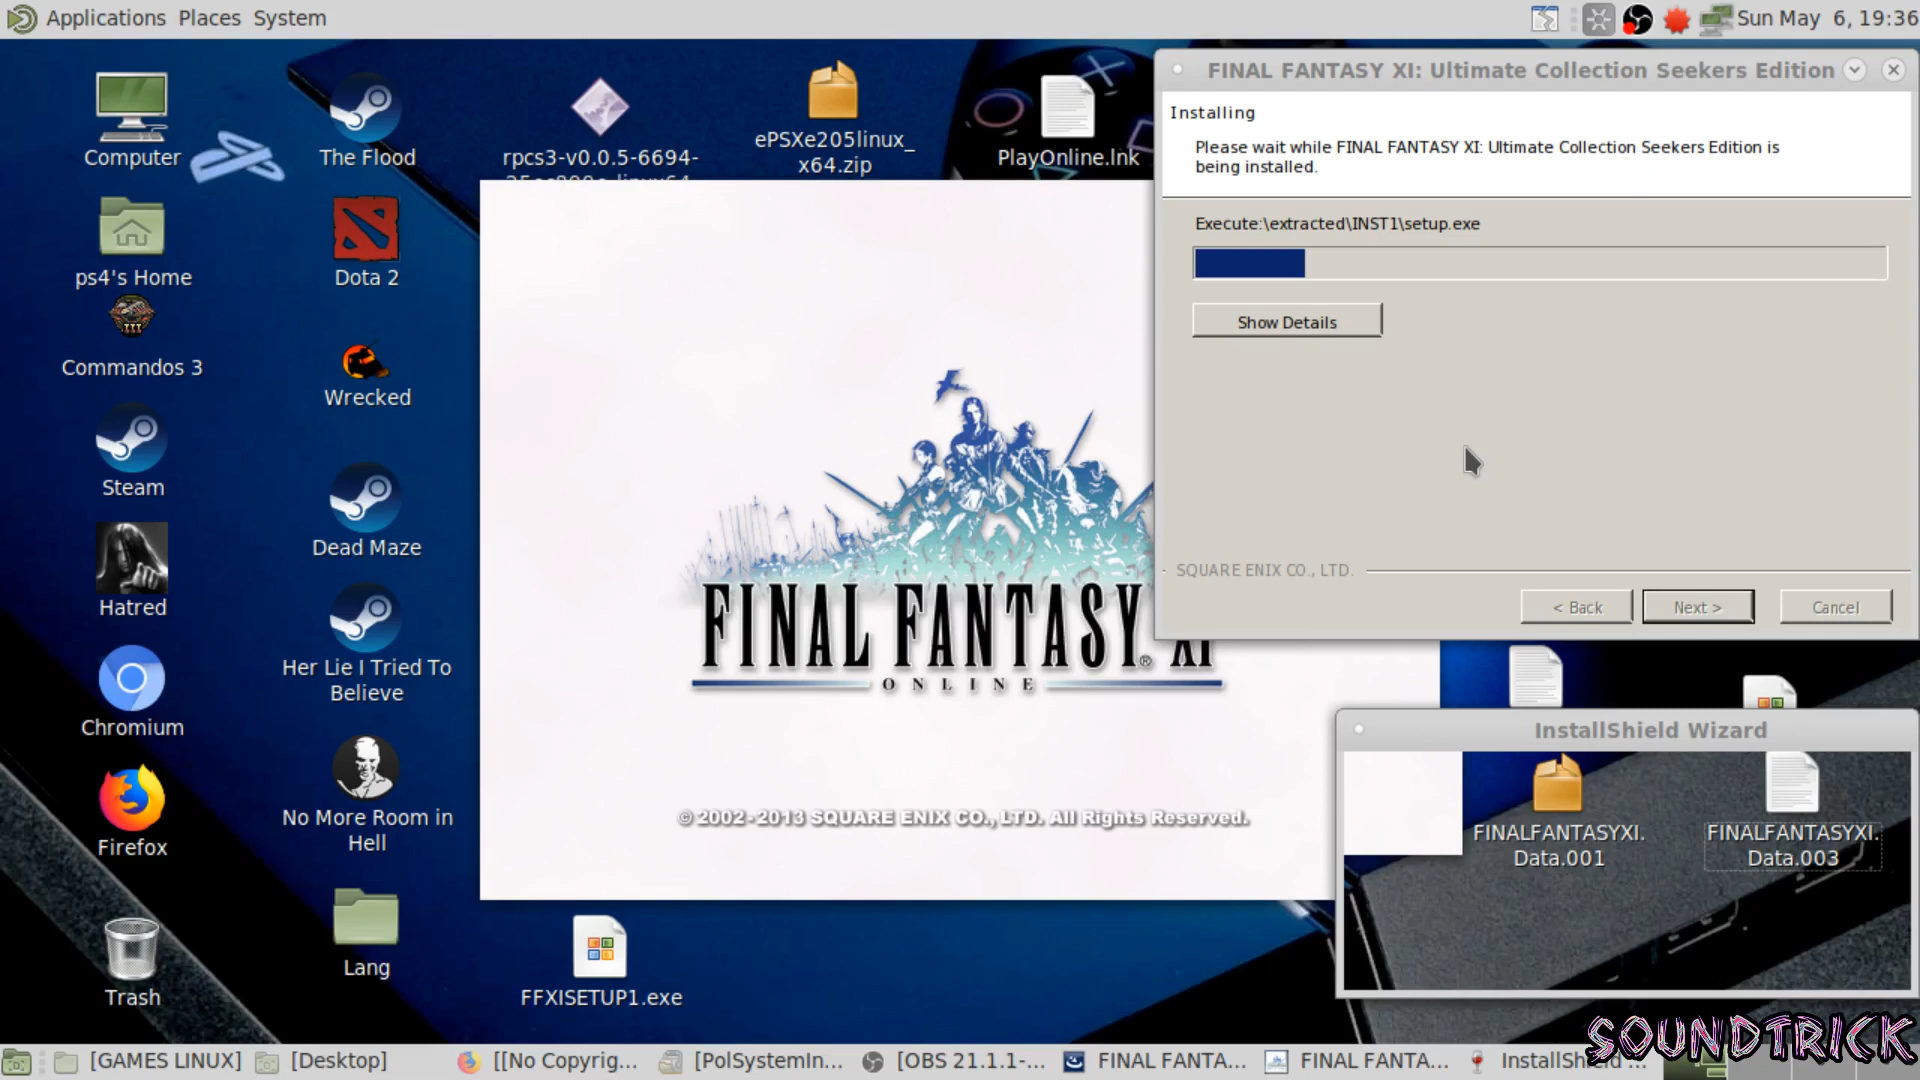 Applications Places System
Sun May 6, 19:36
Computer
ps4's Home
Commandos 3
Steam
Hatred
Chromium
Firefox
Trash
The Flood
Dota 2
Wrecked
Dead Maze
Her Lie I Tried To
Believe
No More Room in
Hell
Lang
rpcs3-v0.0.5-6694-
ePSXe205linux_
x64.zip
PlayOnline.lnk
FFXISETUP1.exe
FINAL FANTASY® XI
ONLINE
© 2002-2013 SQUARE ENIX CO., LTD. All Rights Reserved.
FINAL FANTASY XI: Ultimate Collection Seekers Edition
Installing
Please wait while FINAL FANTASY XI: Ultimate Collection Seekers Edition is
being installed.
Execute:\extracted\INST1\setup.exe
Show Details
SQUARE ENIX CO., LTD.
< Back
Next >
Cancel
InstallShield Wizard
FINALFANTASYXI.
Data.001
FINALFANTASYXI.
Data.003
SOUNDTRICK
[GAMES LINUX]
[Desktop]
[[No Copyrig...
[PolSystemIn...
[OBS 21.1.1-...
FINAL FANTA...
FINAL FANTA...